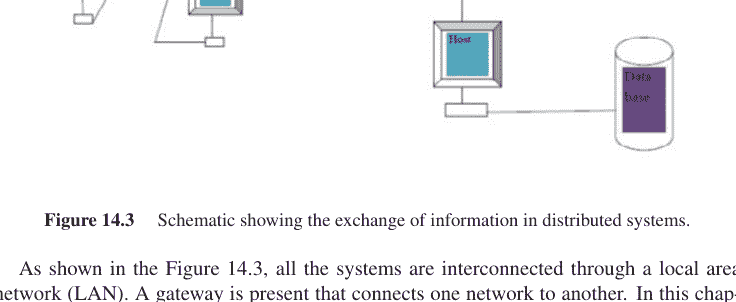 Host
Data
base
Figure 14.3 Schematic showing the exchange of information in distributed systems.
As shown in the Figure 14.3, all the systems are interconnected through a local area
network (LAN). A gateway is present that connects one network to another. In this chap-